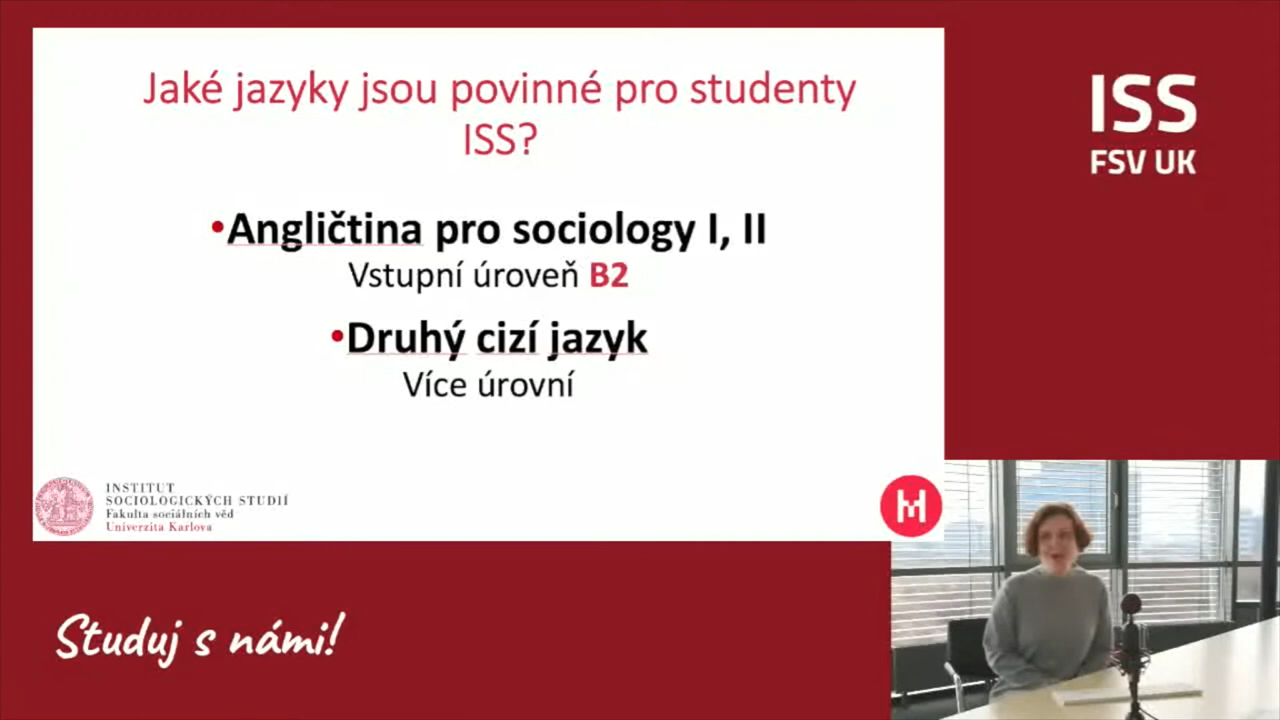 Jaké jazyky jsou povinné pro studenty
ISS?
•Angličtina pro sociology I, II
Vstupní úroveň B2
•Druhý cizí jazyk
Více úrovní
INSTITUT
SOCIOLOGICKÝCH STUDIÍ
Fakulta sociálních věd
Univerzita Karlova
M
ISS
FSV UK
Studuj s námi!